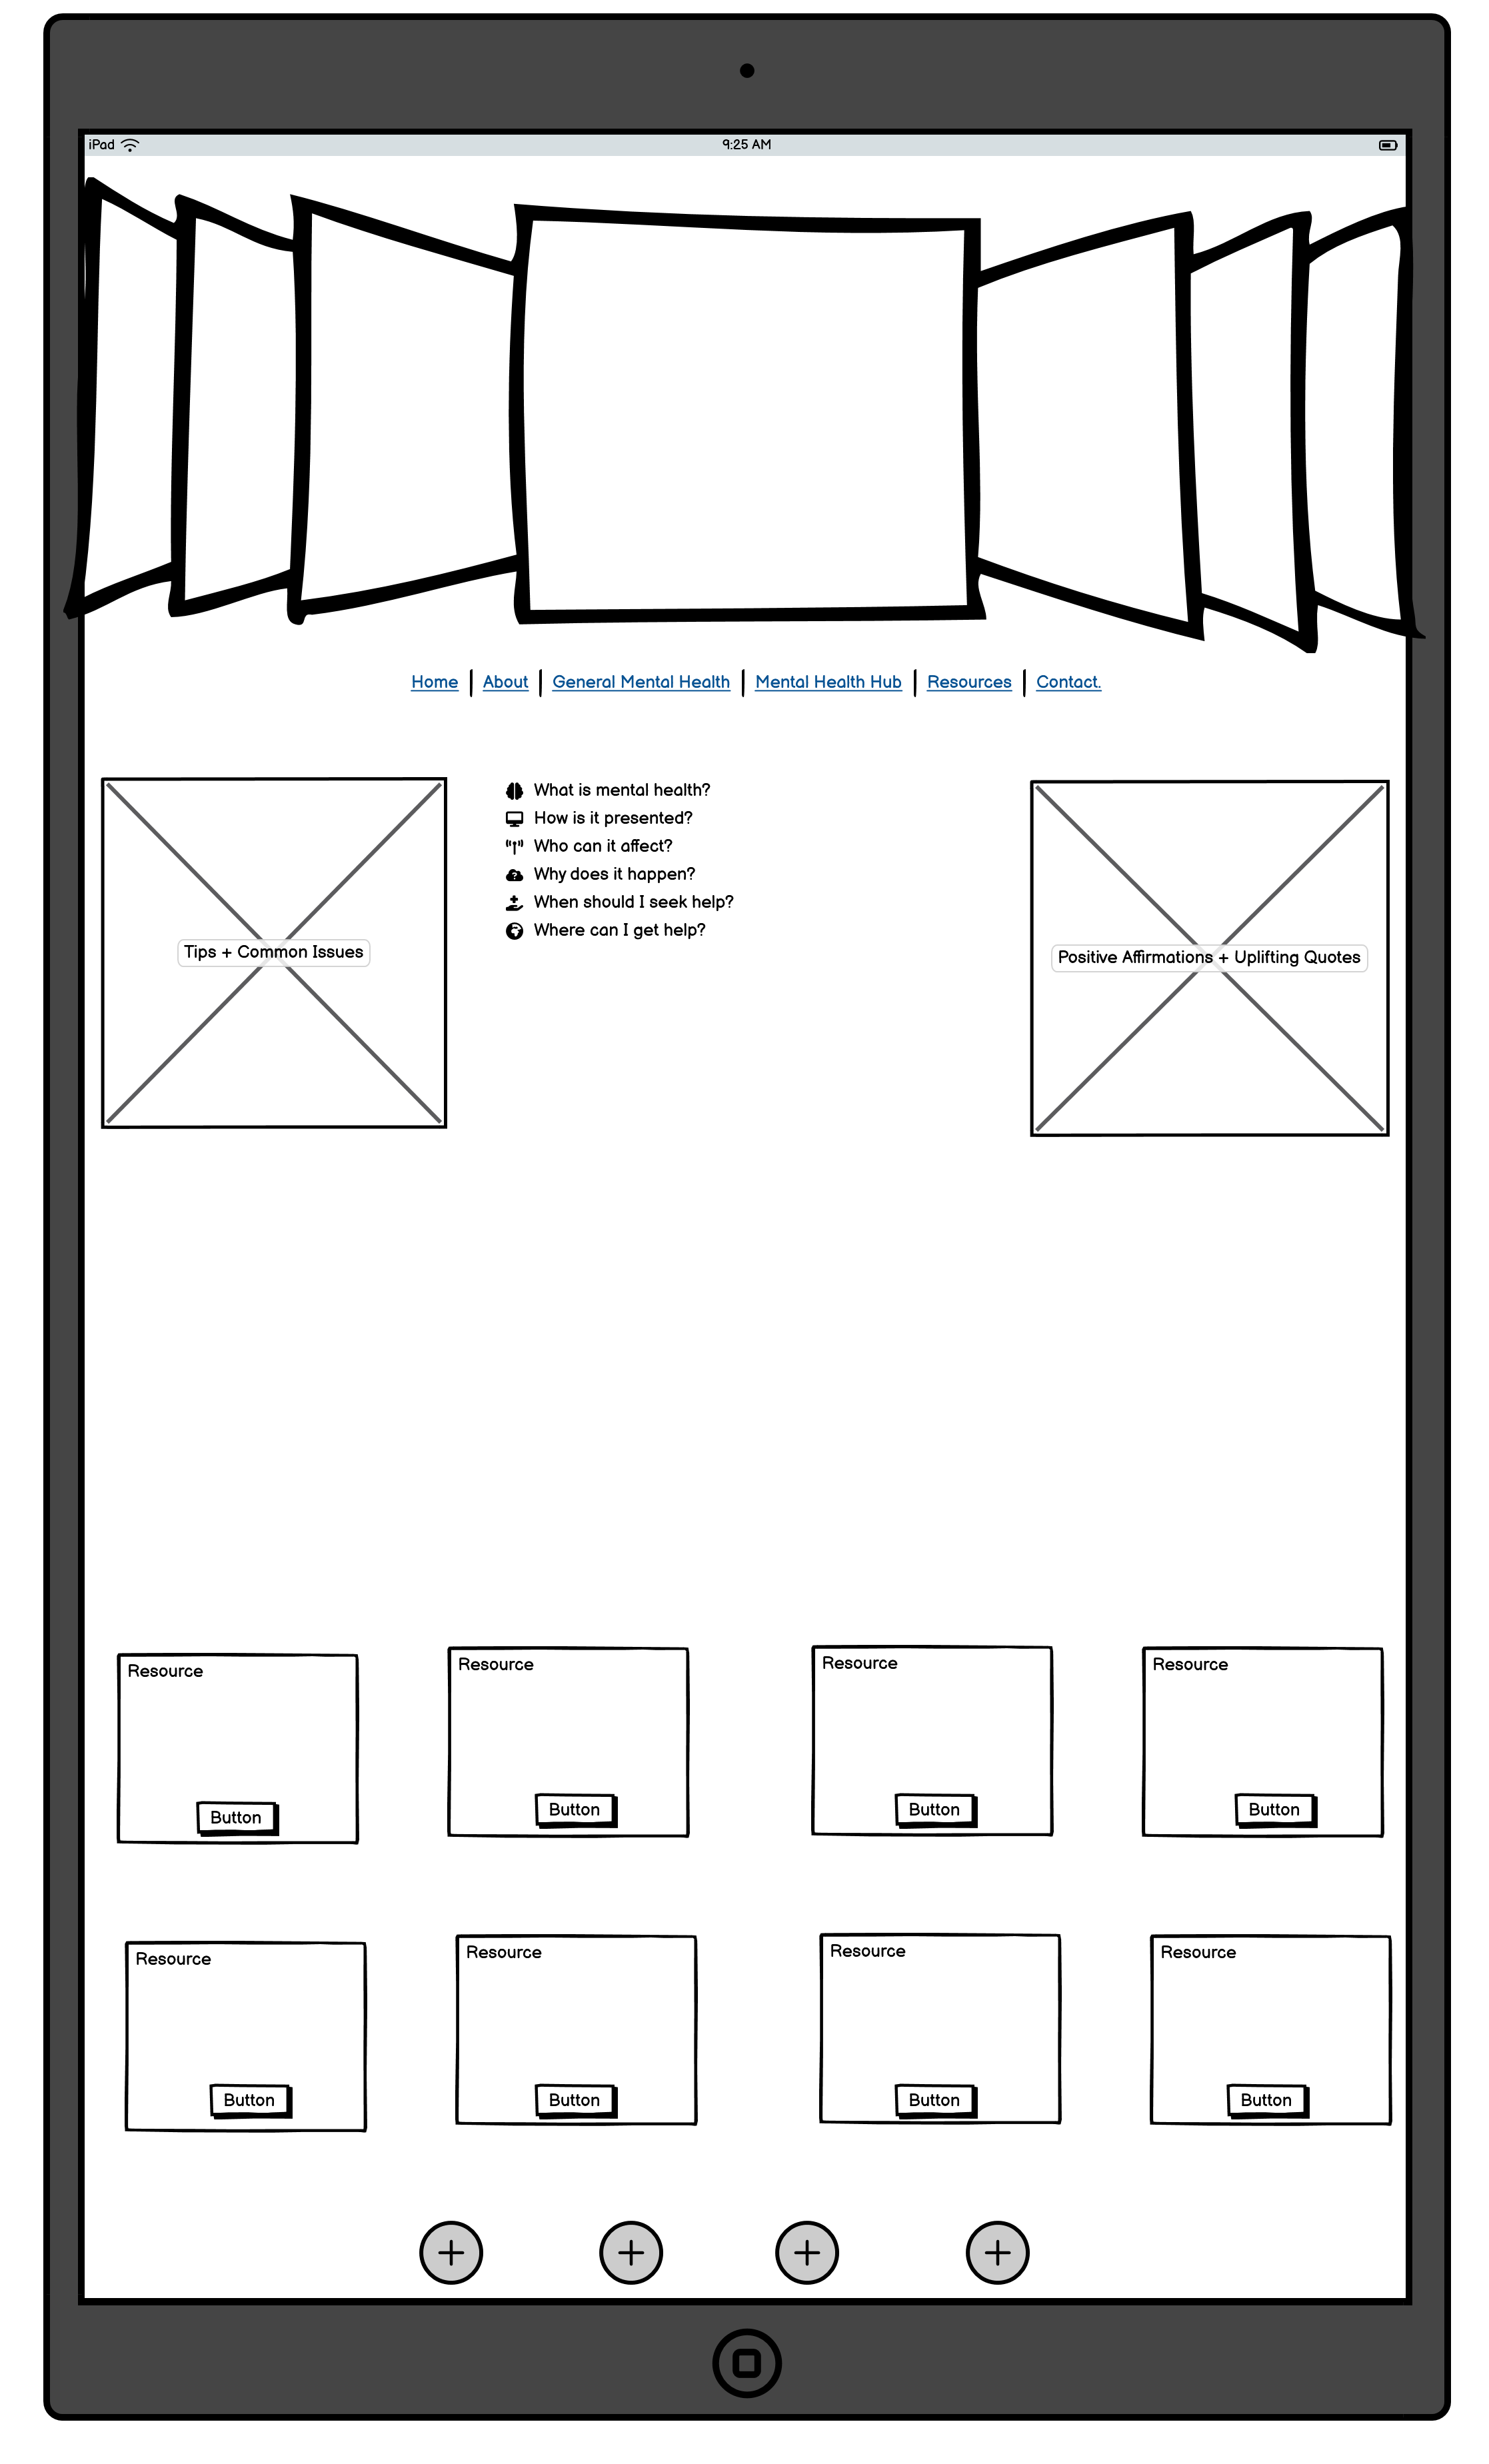 iPad 9:25 AM
Home About General Mental Health Mental Health Hub Resources Contact.
What is mental health?
How is it presented?
Who can it affect?
Why does it happen?
When should I seek help?
Where can I get help?
Tips + Common Issues
Positive Affirmations + Uplifting Quotes
Resource Resource Resource Resource
Button Button Button Button
Resource Resource Resource Resource
Button Button Button Button